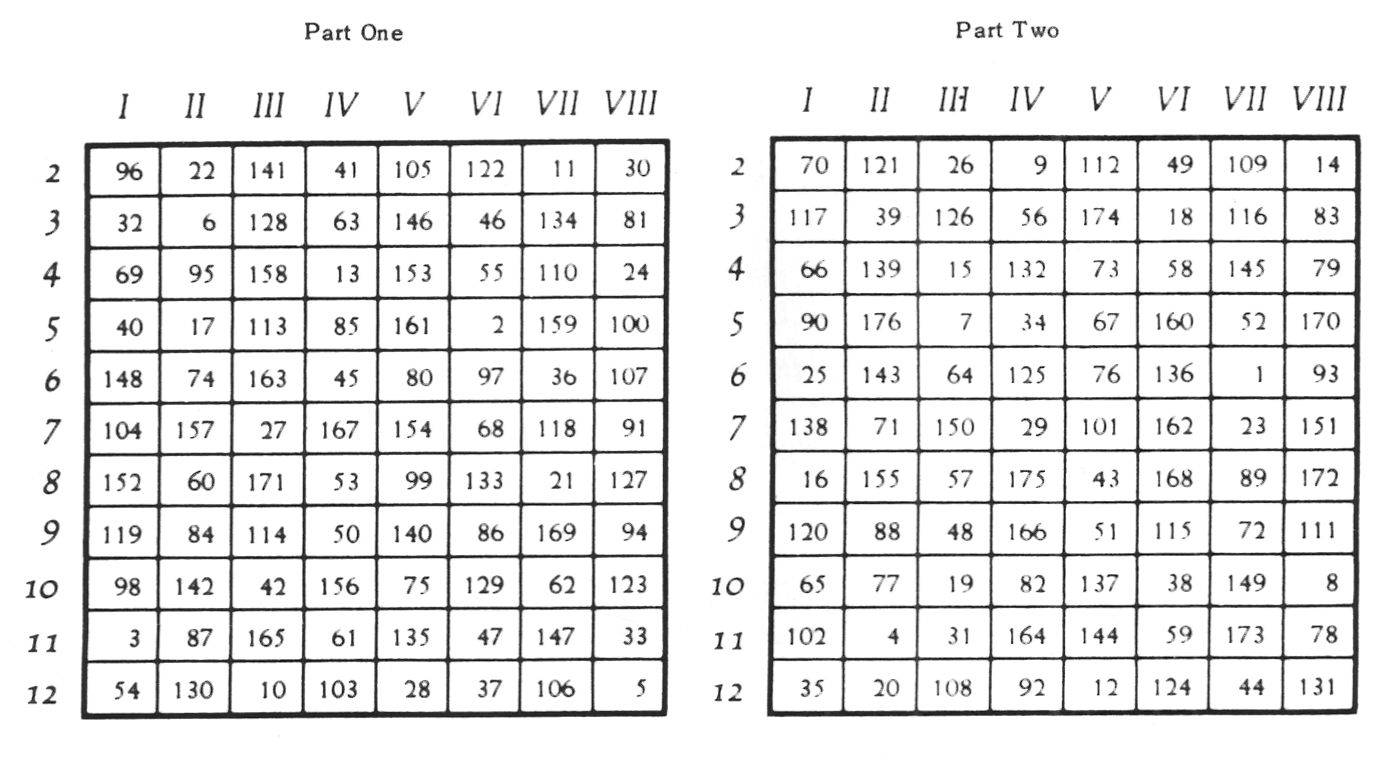 Part One Part Two
I II III IV V VI VII VIII I II III IV V VI VII VIII
2 96 22 141 41 105 122 11 30 2 70 121 26 9 112 49 109 14
3 32 6 128 63 146 46 134 81 3 117 39 126 56 174 18 116 83
4 69 95 158 13 153 55 110 24 4 66 139 15 132 73 58 145 79
5 40 17 113 85 161 2 159 100 5 90 176 7 34 67 160 52 170
6 148 74 163 45 80 97 36 107 6 25 143 64 125 76 136 1 93
7 104 157 27 167 154 68 118 91 7 138 71 150 29 101 162 23 151
8 152 60 171 53 99 133 21 127 8 16 155 57 175 43 168 89 172
9 119 84 114 50 140 86 169 94 9 120 88 48 166 51 115 72 111
10 98 142 42 156 75 129 62 123 10 65 77 19 82 137 38 149 8
11 3 87 165 61 135 47 147 33 11 102 4 31 164 144 59 173 78
12 54 130 10 103 28 37 106 5 12 35 20 108 92 12 124 44 131